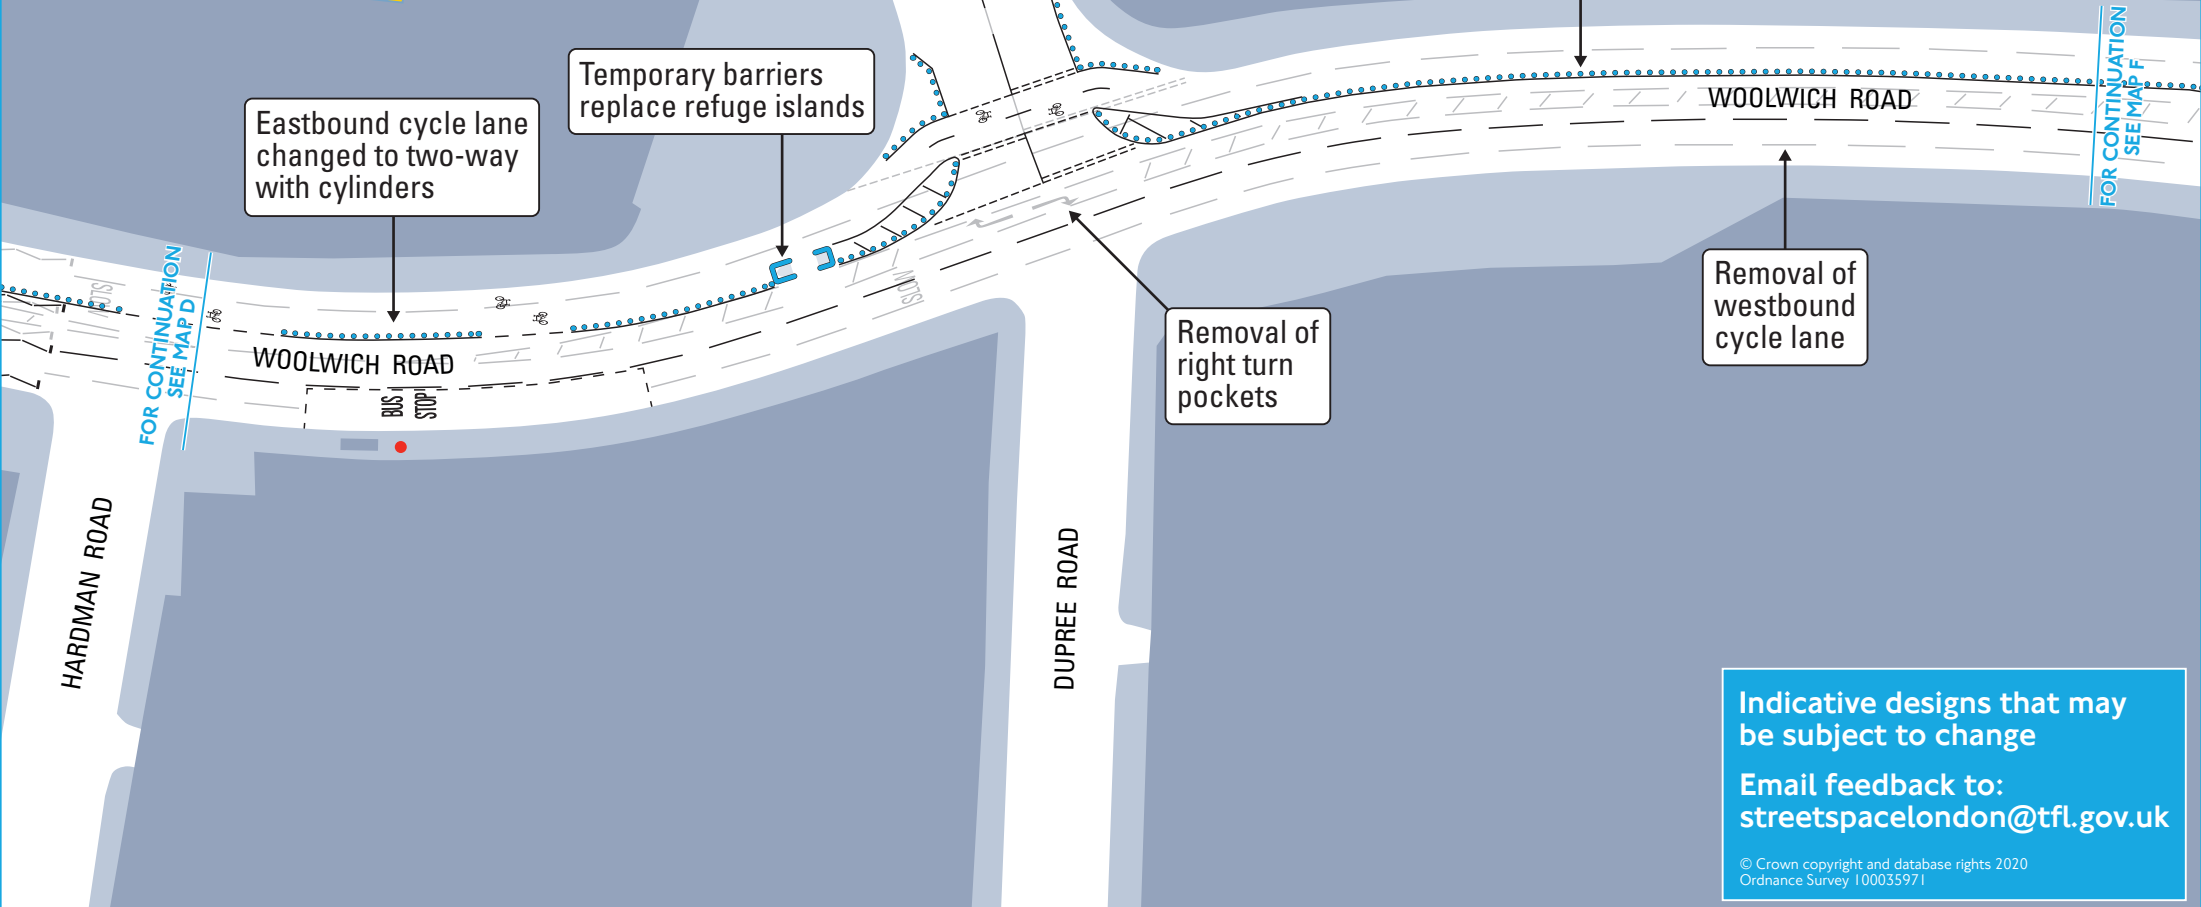 Temporary barriers
replace refuge islands
Eastbound cycle lane
changed to two-way
with cylinders
WOOLWICH ROAD
FOR CONTINUATION
SEE MAP F
FOR CONTINUATION
SEE MAP D
SLOW
SLOW
WOOLWICH ROAD
BUS
STOP
Removal of
right turn
pockets
Removal of
westbound
cycle lane
HARDMAN ROAD
DUPREE ROAD
Indicative designs that may
be subject to change
Email feedback to:
streetspacelondon@tfl.gov.uk
© Crown copyright and database rights 2020
Ordnance Survey 100035971